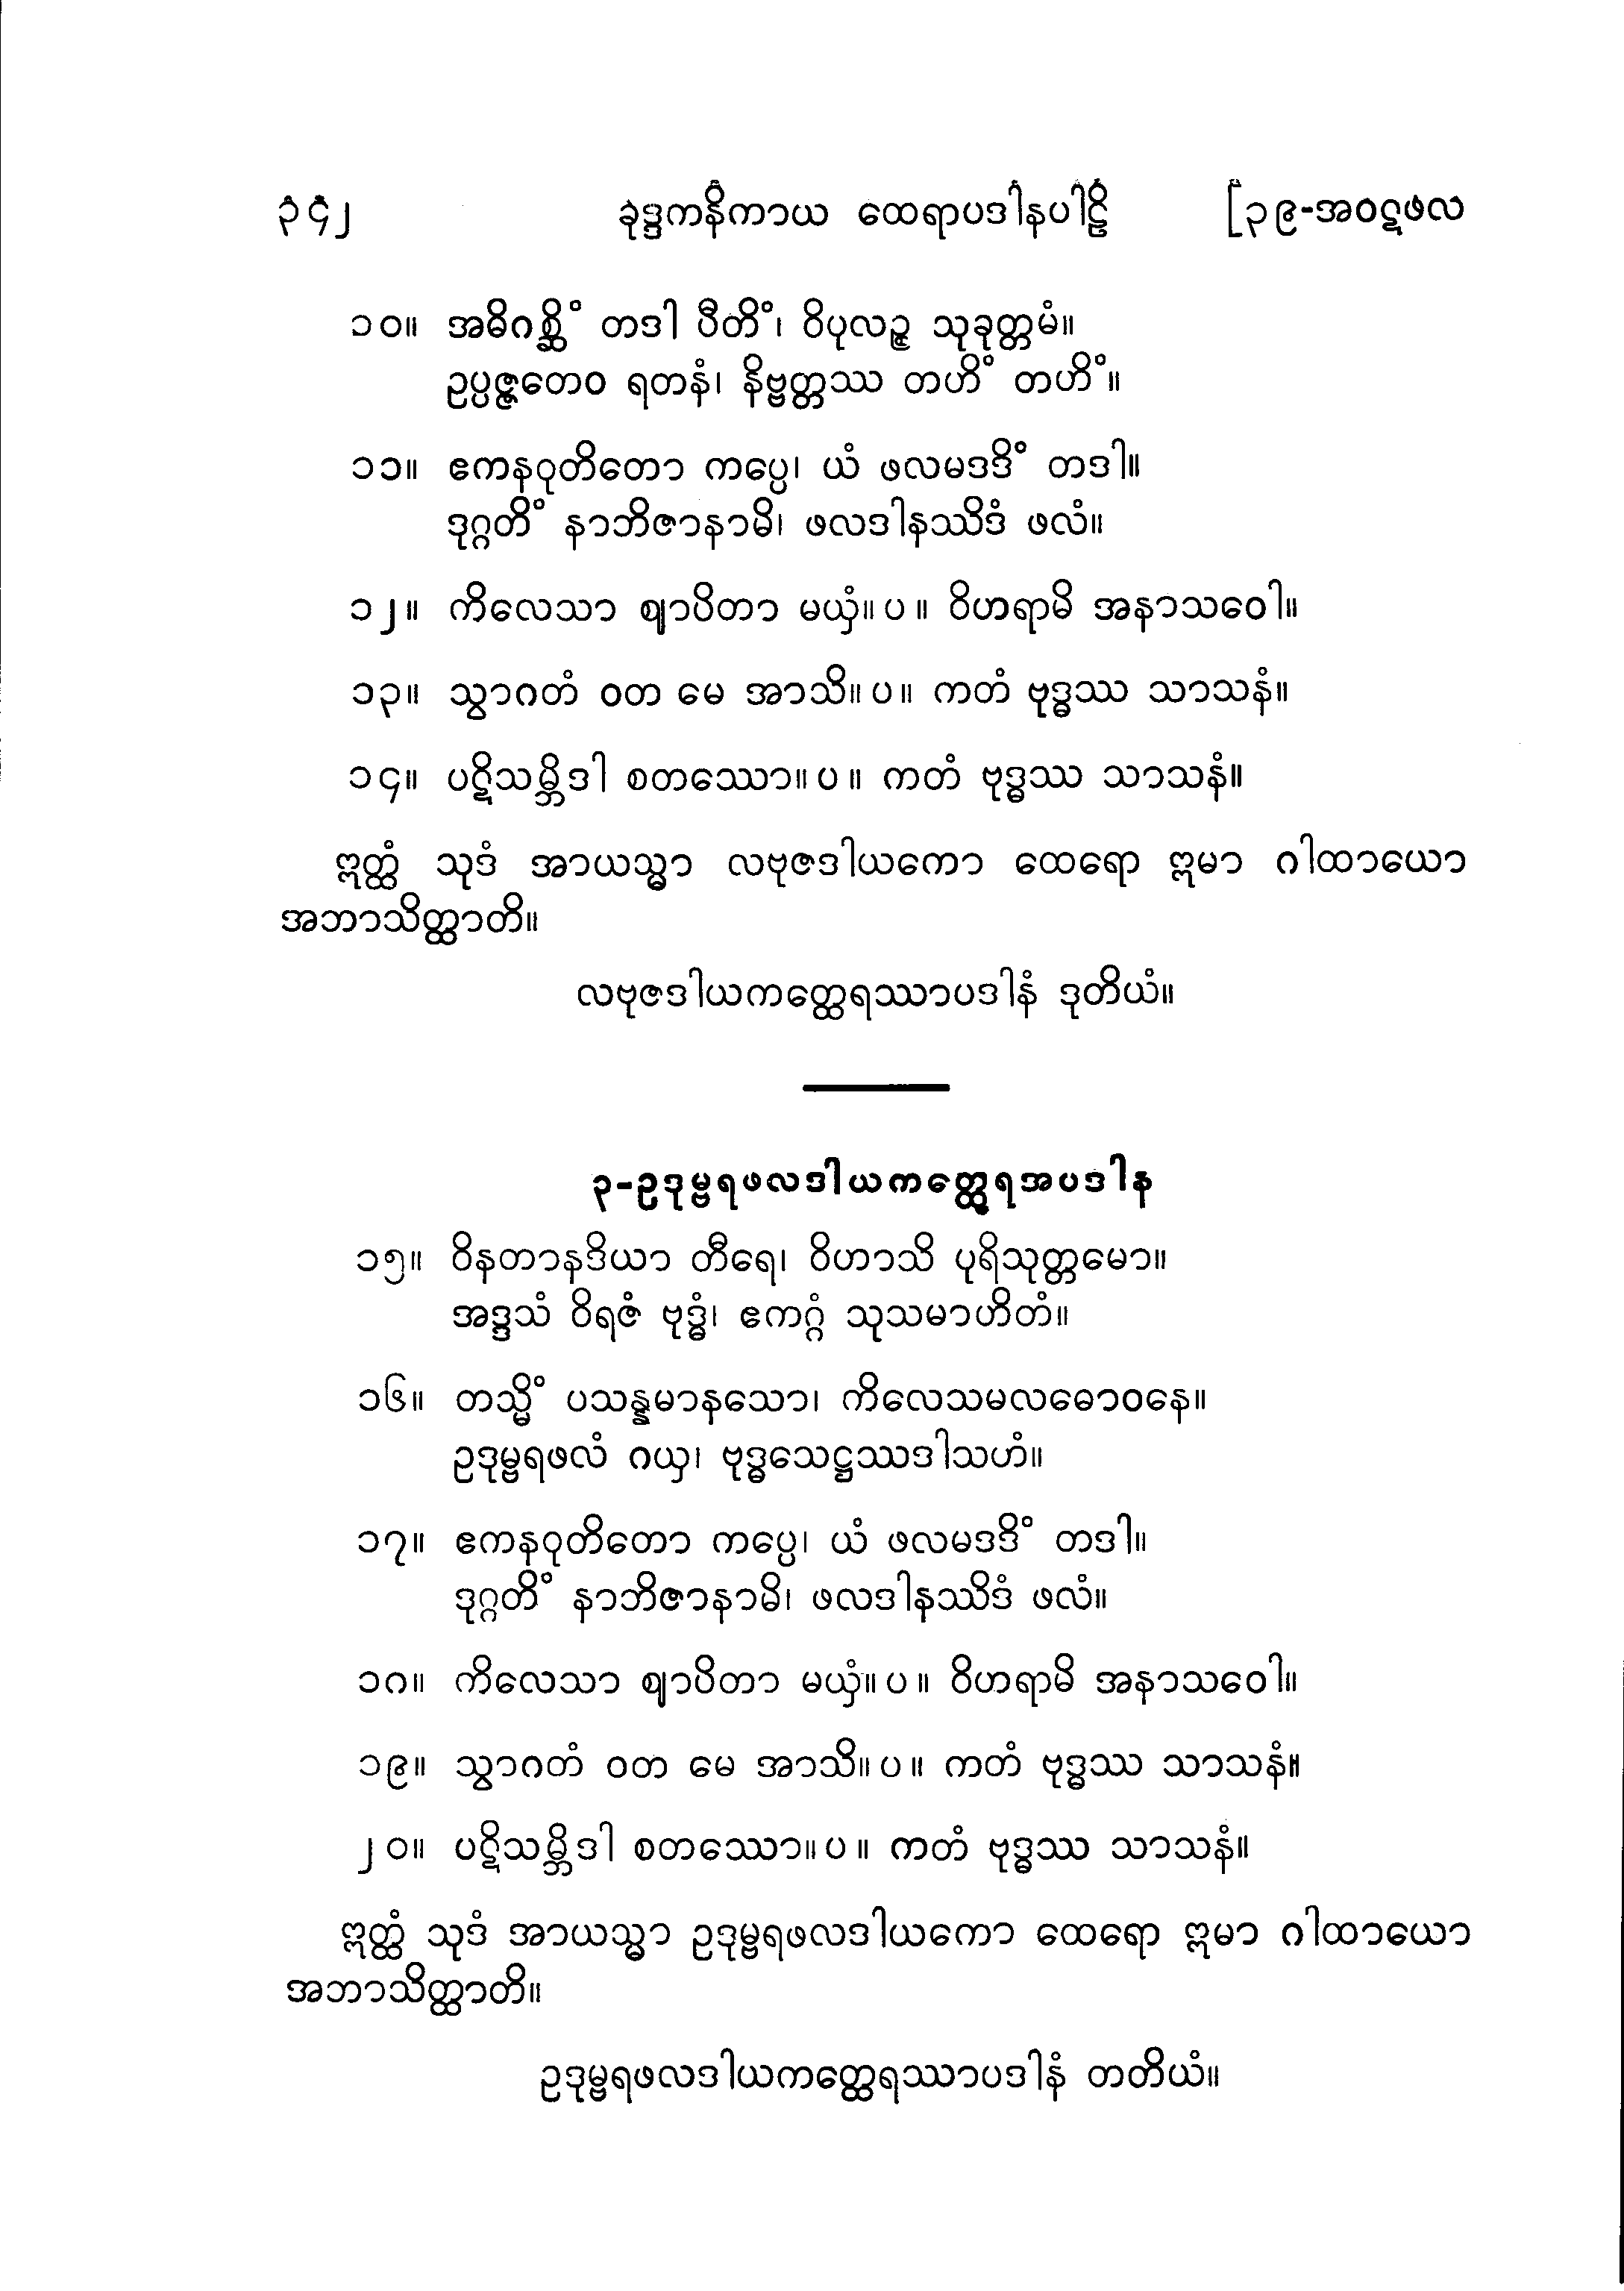 ၃၄၂ ခုဒ္ဒကနိကာယ ထေရာပဒါနပါဠိ [၃၉-အဝဋဖလ
၁၀။ အဓိဂစ္ဆိံ တဒါ ပီတိံ၊ ဝိပုလဉ္စ သုခုတ္တမံ။
ဥပ္ပဇ္ဇတေဝ ရတနံ၊ နိဗ္ဗတ္တဿ တဟိံ တဟိံ။
၁၁။ ဧကနဝုတိတော ကပ္ပေ၊ ယံ ဖလမဒဒိံ တဒါ။
ဒုဂ္ဂတိံ နာဘိဇာနာမိ၊ ဖလဒါနဿိဒံ ဖလံ။
၁၂။ ကိလေသာ ဈာပိတာ မယှံ။ပ။ ဝိဟရာမိ အနာသဝေါ။
၁၃။ သွာဂတံ ဝတ မေ အာသိ။ပ။ ကတံ ဗုဒ္ဓဿ သာသနံ။
၁၄။ ပဋိသမ္ဘိဒါ စတဿော။ပ။ ကတံ ဗုဒ္ဓဿ သာသနံ။
ဣတ္ထံ သုဒံ အာယသ္မာ လဗုဇဒါယကော ထေရော ဣမာ ဂါထာယော
အဘာသိတ္ထာတိ။
လဗုဇဒါယကတ္ထေရဿာပဒါနံ ဒုတိယံ။
၃-ဥဒုမ္ဗရဖလဒါယကတ္ထေရအပဒါန
၁၅။ ဝိနတာနဒိယာ တီရေ၊ ဝိဟာသိ ပုရိသုတ္တမော။
အဒ္ဒသံ ဝိရဇံ ဗုဒ္ဓံ၊ ဧကဂ္ဂံ သုသမာဟိတံ။
၁၆။ တသ္မိံ ပသန္နမာနသော၊ ကိလေသမလဓောဝနေ။
ဥဒုမ္ဗရဖလံ ဂယှ၊ ဗုဒ္ဓသေဋ္ဌဿဒါသဟံ။
၁၇။ ဧကနဝုတိတော ကပ္ပေ၊ ယံ ဖလမဒဒိံ တဒါ။
ဒုဂ္ဂတိံ နာဘိဇာနာမိ၊ ဖလဒါနဿိဒံ ဖလံ။
၁၈။ ကိလေသာ ဈာပိတာ မယှံ။ပ။ ဝိဟရာမိ အနာသဝေါ။
၁၉။ သွာဂတံ ဝတ မေ အာသိ။ပ။ ကတံ ဗုဒ္ဓဿ သာသနံ။
၂၀။ ပဋိသမ္ဘိဒါ စတဿော။ပ။ ကတံ ဗုဒ္ဓဿ သာသနံ။
ဣတ္ထံ သုဒံ အာယသ္မာ ဥဒုမ္ဗရဖလဒါယကော ထေရော ဣမာ ဂါထာယော
အဘာသိတ္ထာတိ။
ဥဒုမ္ဗရဖလဒါယကတ္ထေရဿာပဒါနံ တတိယံ။